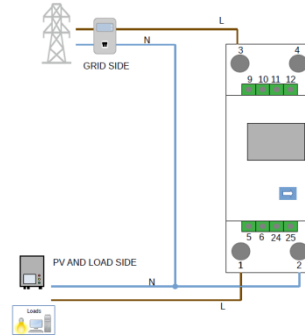 L
N
GRID SIDE
3 4
9 10 11 12
5 6 24 25
1 2
PV AND LOAD SIDE
N
L
Loads